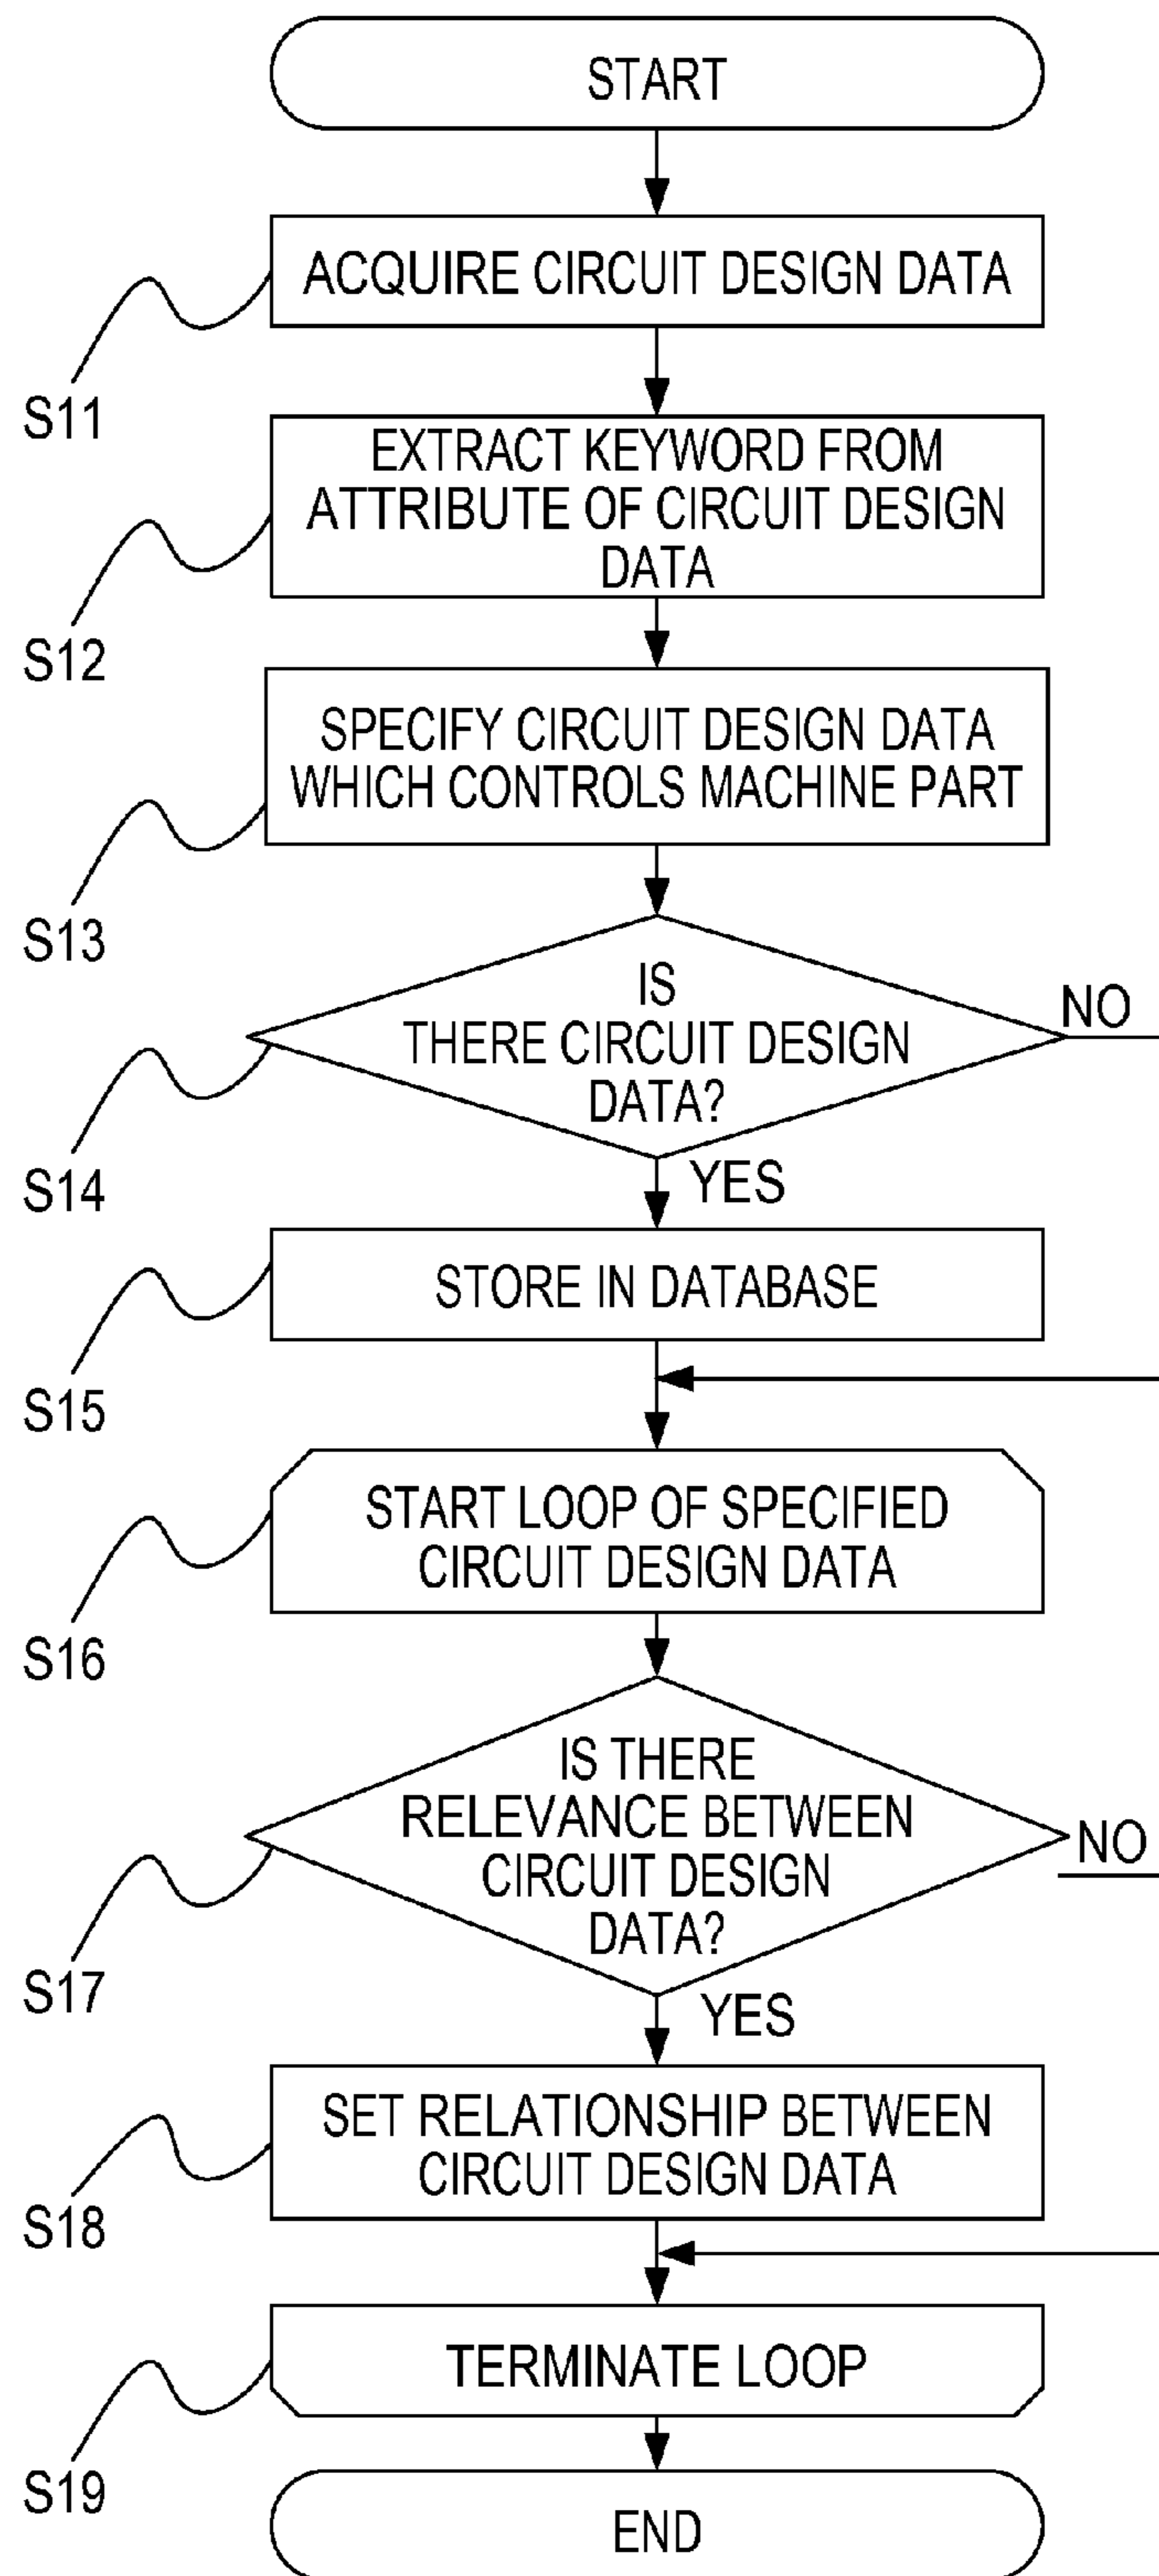 START
ACQUIRE CIRCUIT DESIGN DATA
S11
EXTRACT KEYWORD FROM
ATTRIBUTE OF CIRCUIT DESIGN
DATA
S12
SPECIFY CIRCUIT DESIGN DATA
WHICH CONTROLS MACHINE PART
S13
IS
THERE CIRCUIT DESIGN
DATA?
NO
S14
YES
STORE IN DATABASE
S15
START LOOP OF SPECIFIED
CIRCUIT DESIGN DATA
S16
IS THERE
RELEVANCE BETWEEN
CIRCUIT DESIGN
DATA?
NO
S17
YES
SET RELATIONSHIP BETWEEN
CIRCUIT DESIGN DATA
S18
TERMINATE LOOP
S19
END